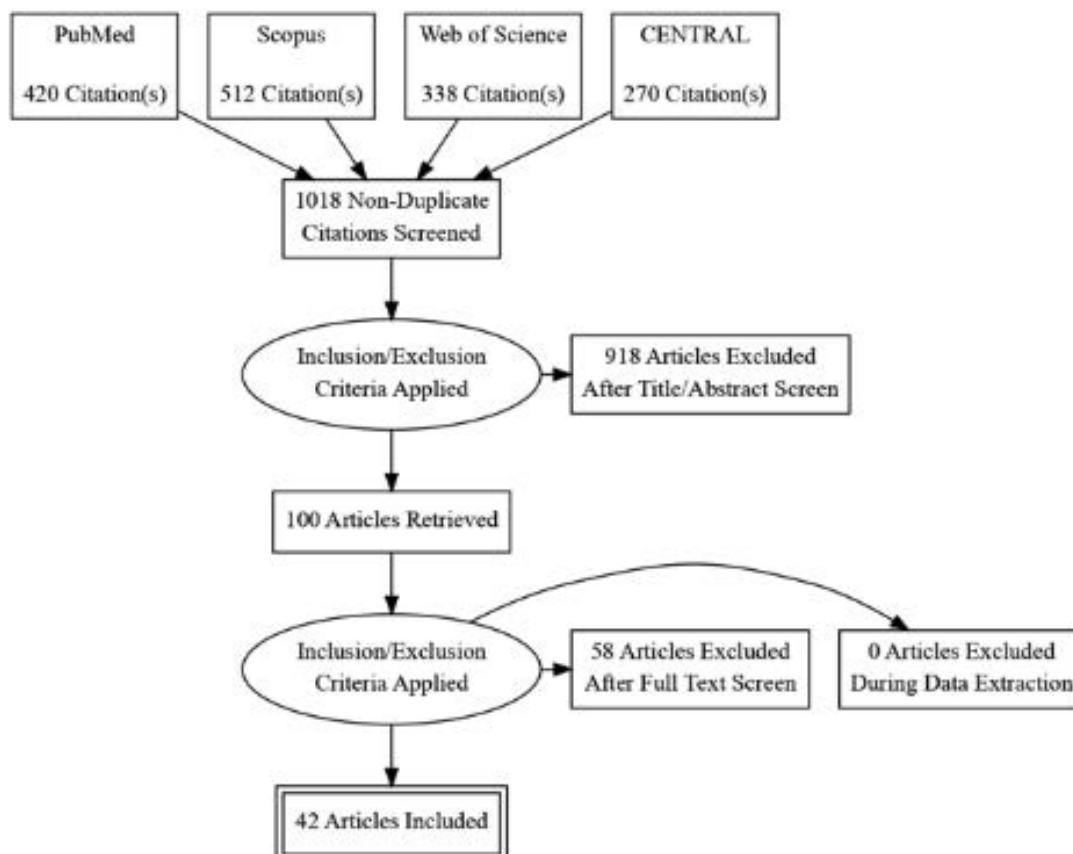 PubMed
420 Citation(s)
Scopus
512 Citation(s)
Web of Science
338 Citation(s)
CENTRAL
270 Citation(s)
1018 Non-Duplicate
Citations Screened
Inclusion/Exclusion
Criteria Applied
918 Articles Excluded
After Title/Abstract Screen
100 Articles Retrieved
Inclusion/Exclusion
Criteria Applied
58 Articles Excluded
After Full Text Screen
0 Articles Excluded
During Data Extraction
42 Articles Included